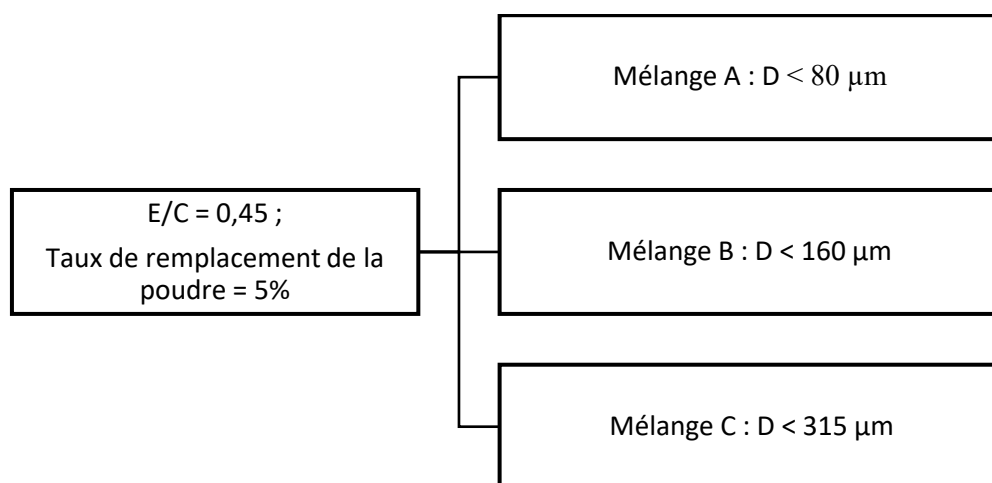 Mélange A : D < 80 µm
E/C = 0,45 ;
Taux de remplacement de la
poudre = 5%
Mélange B : D < 160 µm
Mélange C : D < 315 µm